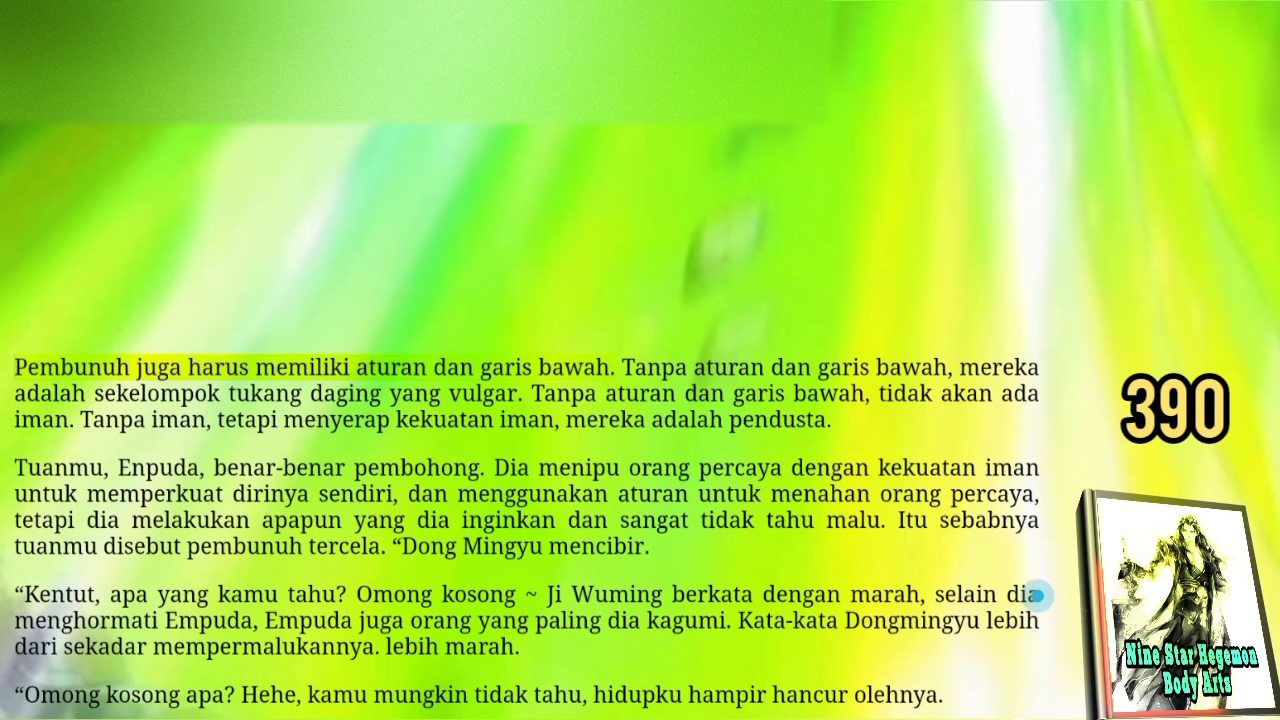 Pembunuh juga harus memiliki aturan dan garis bawah. Tanpa aturan dan garis bawah, mereka
adalah sekelompok tukang daging yang vulgar. Tanpa aturan dan garis bawah, tidak akan ada
iman. Tanpa iman, tetapi menyerap kekuatan iman, mereka adalah pendusta.
Tuanmu, Enpuda, benar-benar pembohong. Dia menipu orang percaya dengan kekuatan iman
untuk memperkuat dirinya sendiri, dan menggunakan aturan untuk menahan orang percaya,
tetapi dia melakukan apapun yang dia inginkan dan sangat tidak tahu malu. Itu sebabnya
tuanmu disebut pembunuh tercela. “Dong Mingyu mencibir.
“Kentut, apa yang kamu tahu? Omong kosong ~ Ji Wuming berkata dengan marah, selain dia
menghormati Empuda, Empuda juga orang yang paling dia kagumi. Kata-kata Dongmingyu lebih
dari sekadar mempermalukannya. lebih marah.
“Omong kosong apa? Hehe, kamu mungkin tidak tahu, hidupku hampir hancur olehnya.
390
Nine Star Hegemon
Body Arts